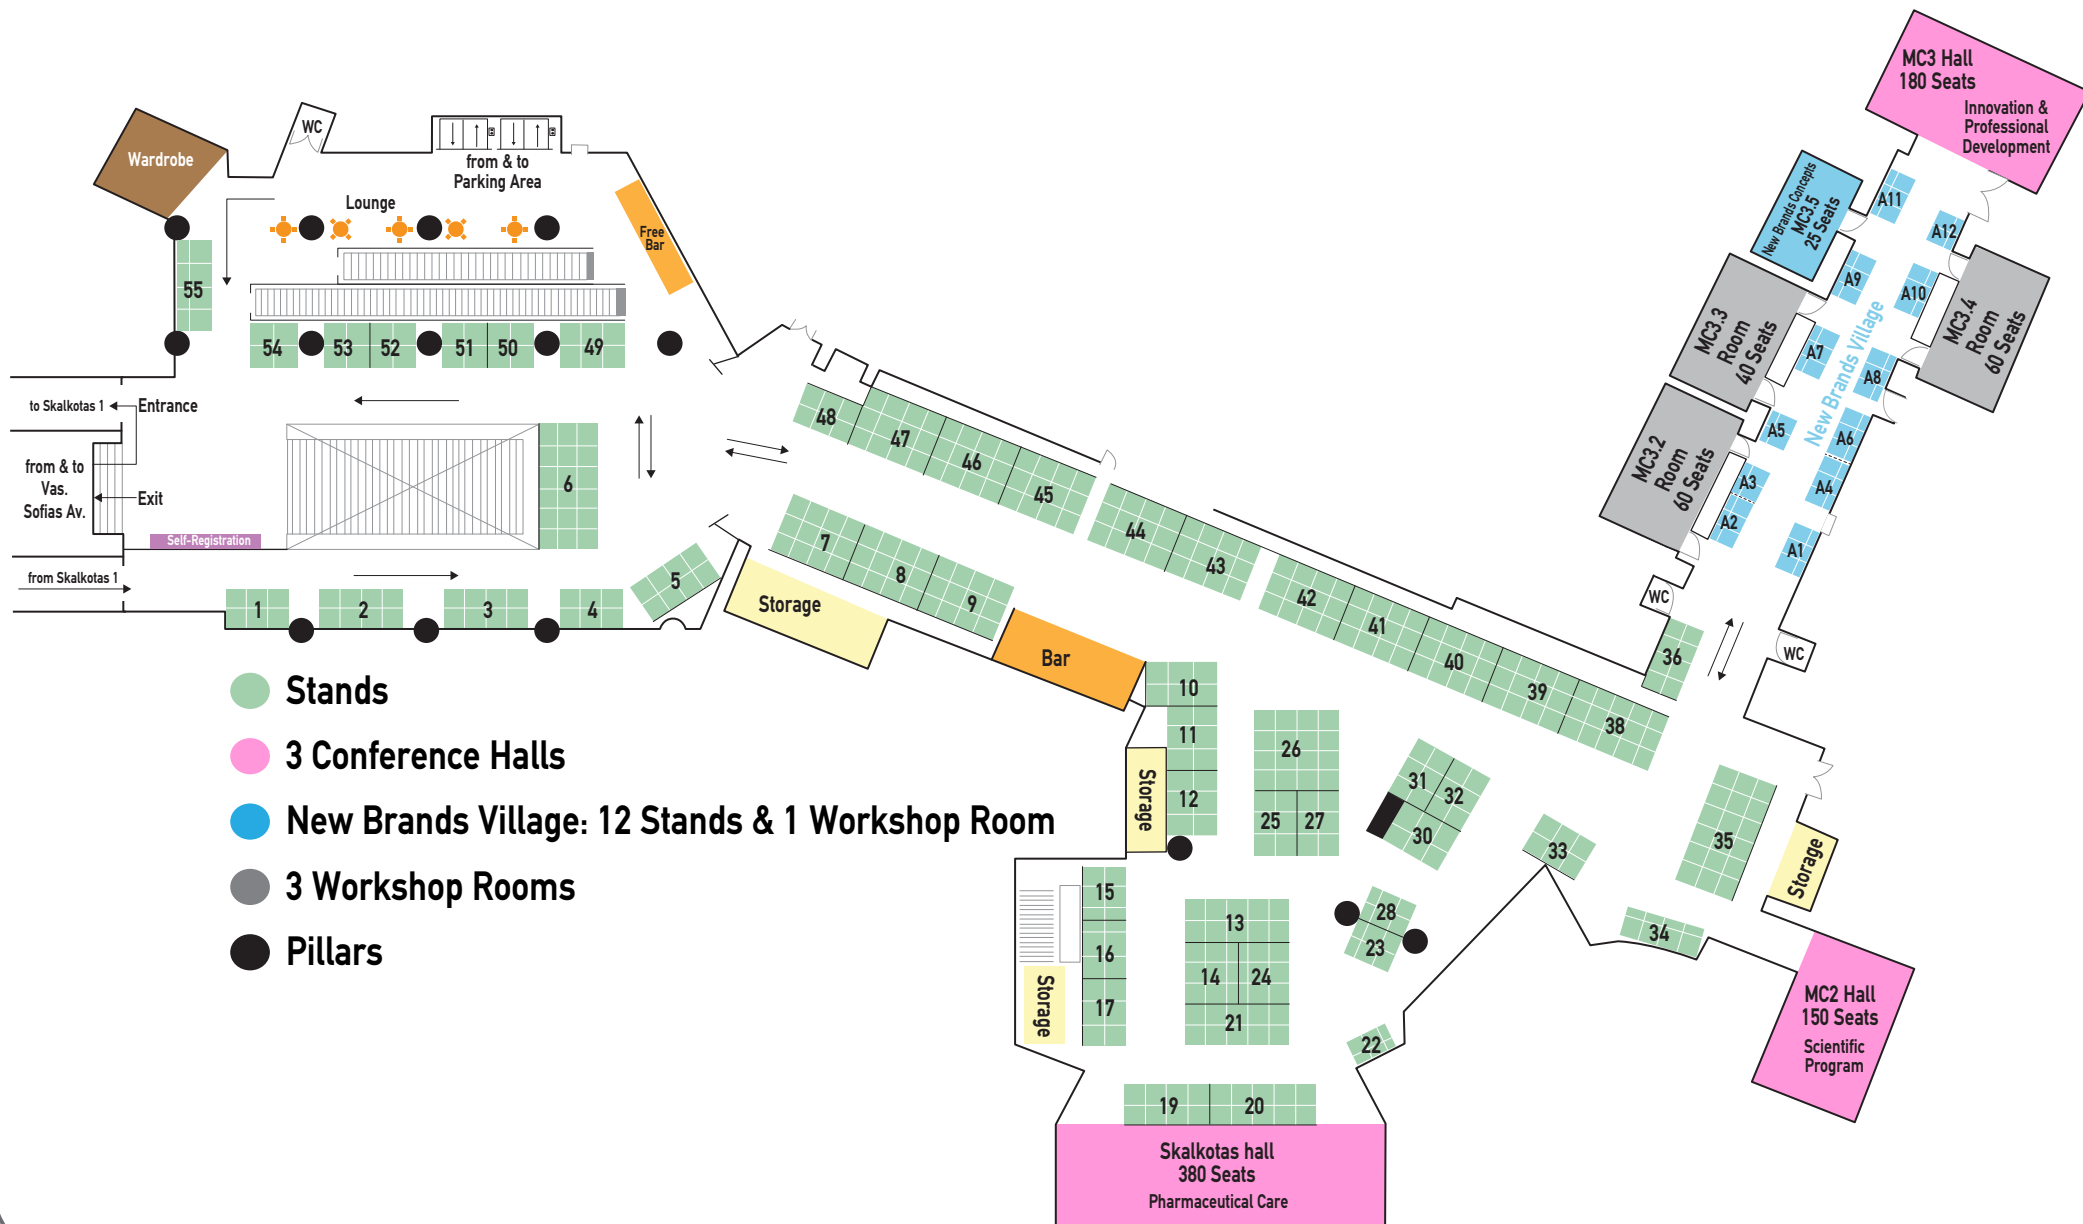 MC3 Hall
180 Seats
Innovation &
Professional
Development
WC
from & to
Parking Area
Wardrobe
Lounge
Free
Bar
55
54
53
52
51
50
49
to Skalkotas 1
Entrance
from & to
Vas.
Sofias Av.
Exit
Self-Registration
from Skalkotas 1
6
1
2
3
4
5
48
47
46
45
44
43
42
41
40
39
38
36
7
8
9
Storage
Bar
New Brands Concepts
MC3.5
25 Seats
MC3.3
Room
40 Seats
MC3.2
Room
60 Seats
MC3.4
Room
60 Seats
New Brands Village
A11
A12
A9
A10
A7
A8
A5
A6
A3
A4
A2
A1
WC
WC
10
11
12
Storage
26
25
27
31
32
30
33
35
34
Storage
15
16
17
Storage
13
14
24
21
28
23
22
19
20
MC2 Hall
150 Seats
Scientific
Program
Skalkotas hall
380 Seats
Pharmaceutical Care
Stands
3 Conference Halls
New Brands Village: 12 Stands & 1 Workshop Room
3 Workshop Rooms
Pillars